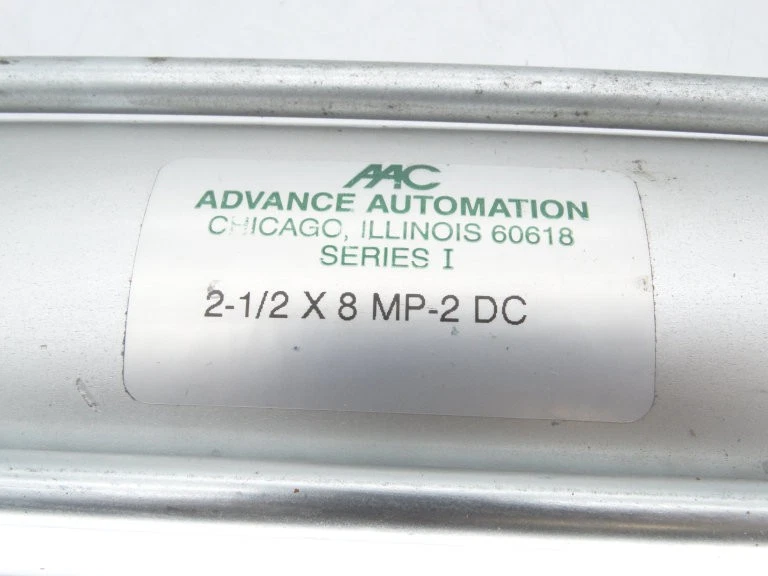 AAC
ADVANCE AUTOMATION
CHICAGO, ILLINOIS 60618
SERIES I
2-1/2 X 8 MP-2 DC